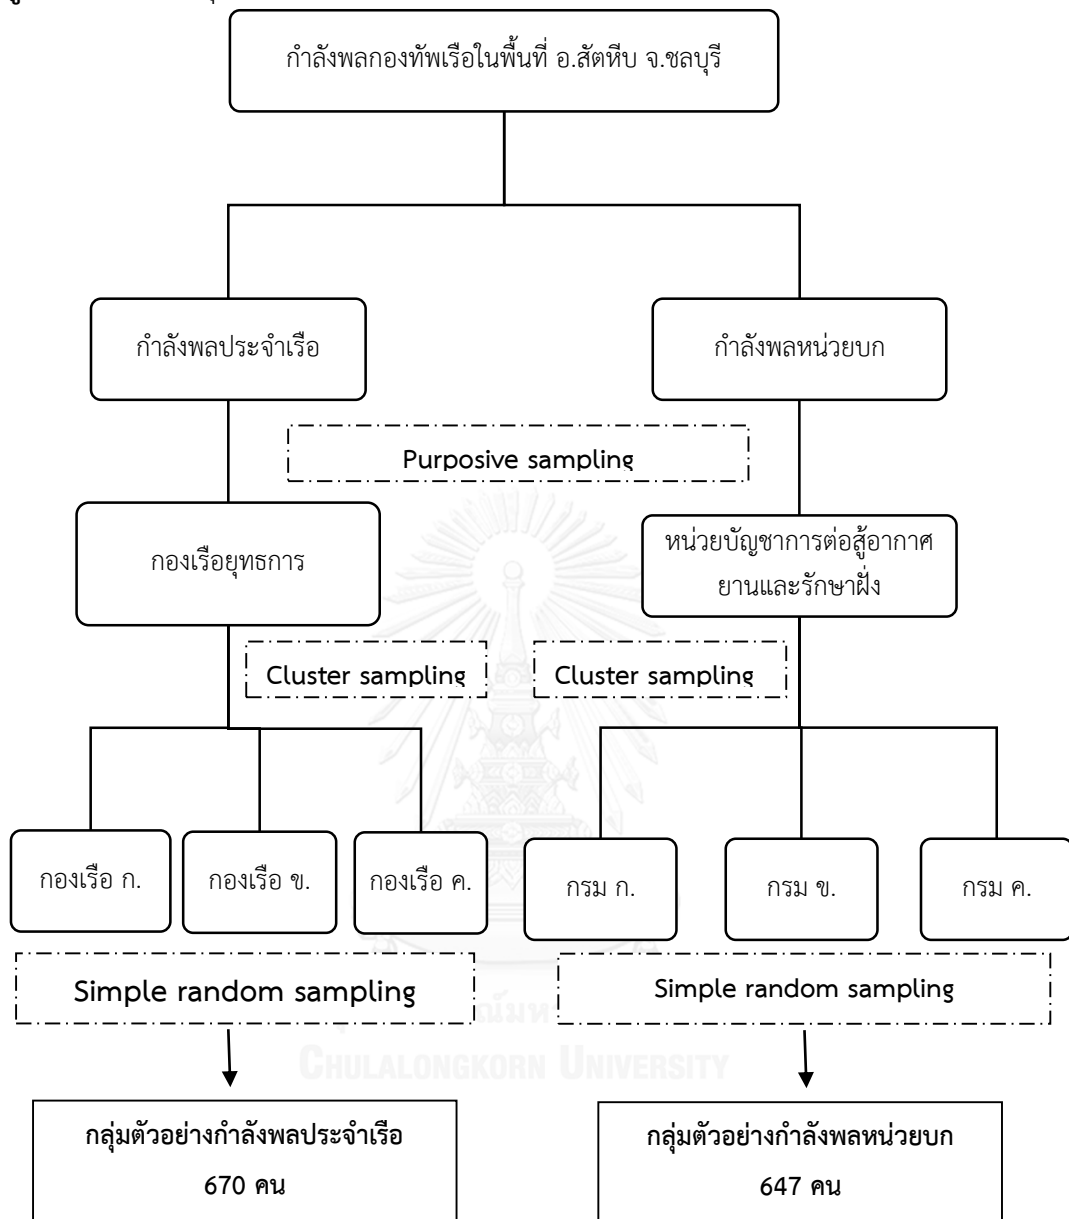 กำลังพลกองทัพเรือในพื้นที่ อ.สัตหีบ จ.ชลบุรี
กำลังพลประจำเรือ
กำลังพลหน่วยบก
Purposive sampling
กองเรือยุทธการ
หน่วยบัญชาการต่อสู้อากาศ
ยานและรักษาฝั่ง
Cluster sampling
Cluster sampling
กองเรือ ก.
กองเรือ ข.
กองเรือ ค.
กรม ก.
กรม ข.
กรม ค.
Simple random sampling
Simple random sampling
CHULALONGKORN UNIVERSITY
กลุ่มตัวอย่างกำลังพลประจำเรือ
670 คน
กลุ่มตัวอย่างกำลังพลหน่วยบก
647 คน